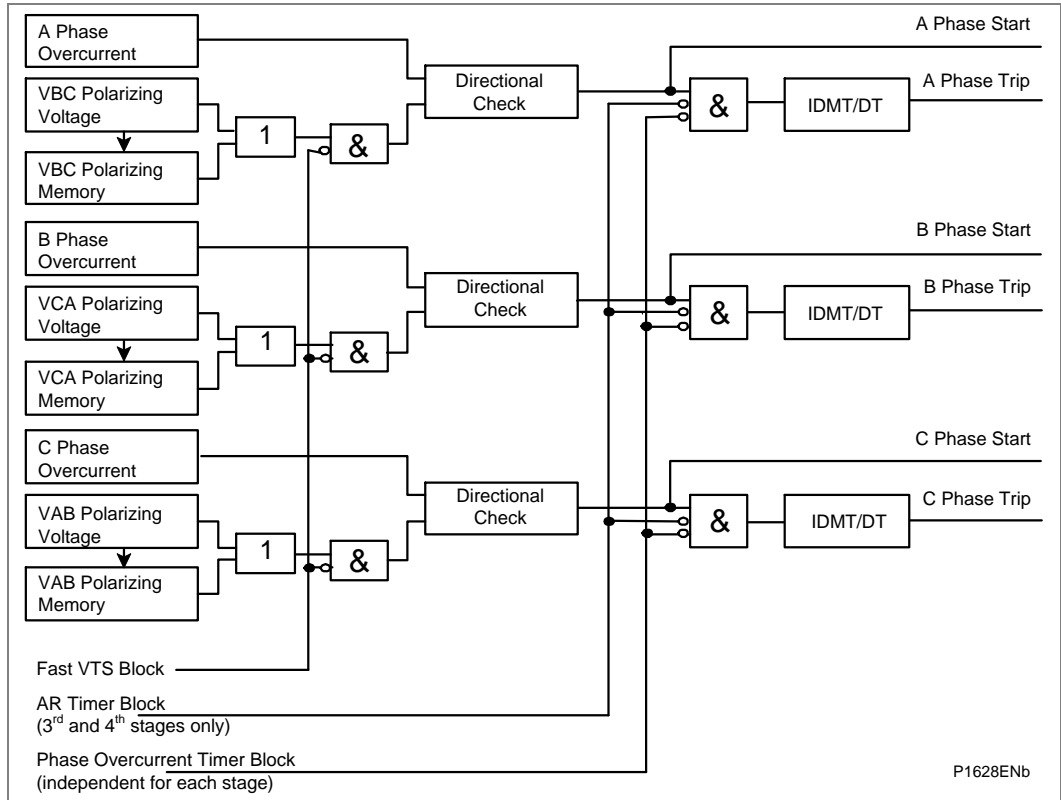 A Phase
Overcurrent
VBC Polarizing
Voltage
VBC Polarizing
Memory
1
&
Directional
Check
&
IDMT/DT
A Phase Start
A Phase Trip
B Phase
Overcurrent
VCA Polarizing
Voltage
VCA Polarizing
Memory
1
&
Directional
Check
&
IDMT/DT
B Phase Start
B Phase Trip
C Phase
Overcurrent
VAB Polarizing
Voltage
VAB Polarizing
Memory
1
&
Directional
Check
&
IDMT/DT
C Phase Start
C Phase Trip
Fast VTS Block
AR Timer Block
(3rd and 4th stages only)
Phase Overcurrent Timer Block
(independent for each stage)
P1628ENb